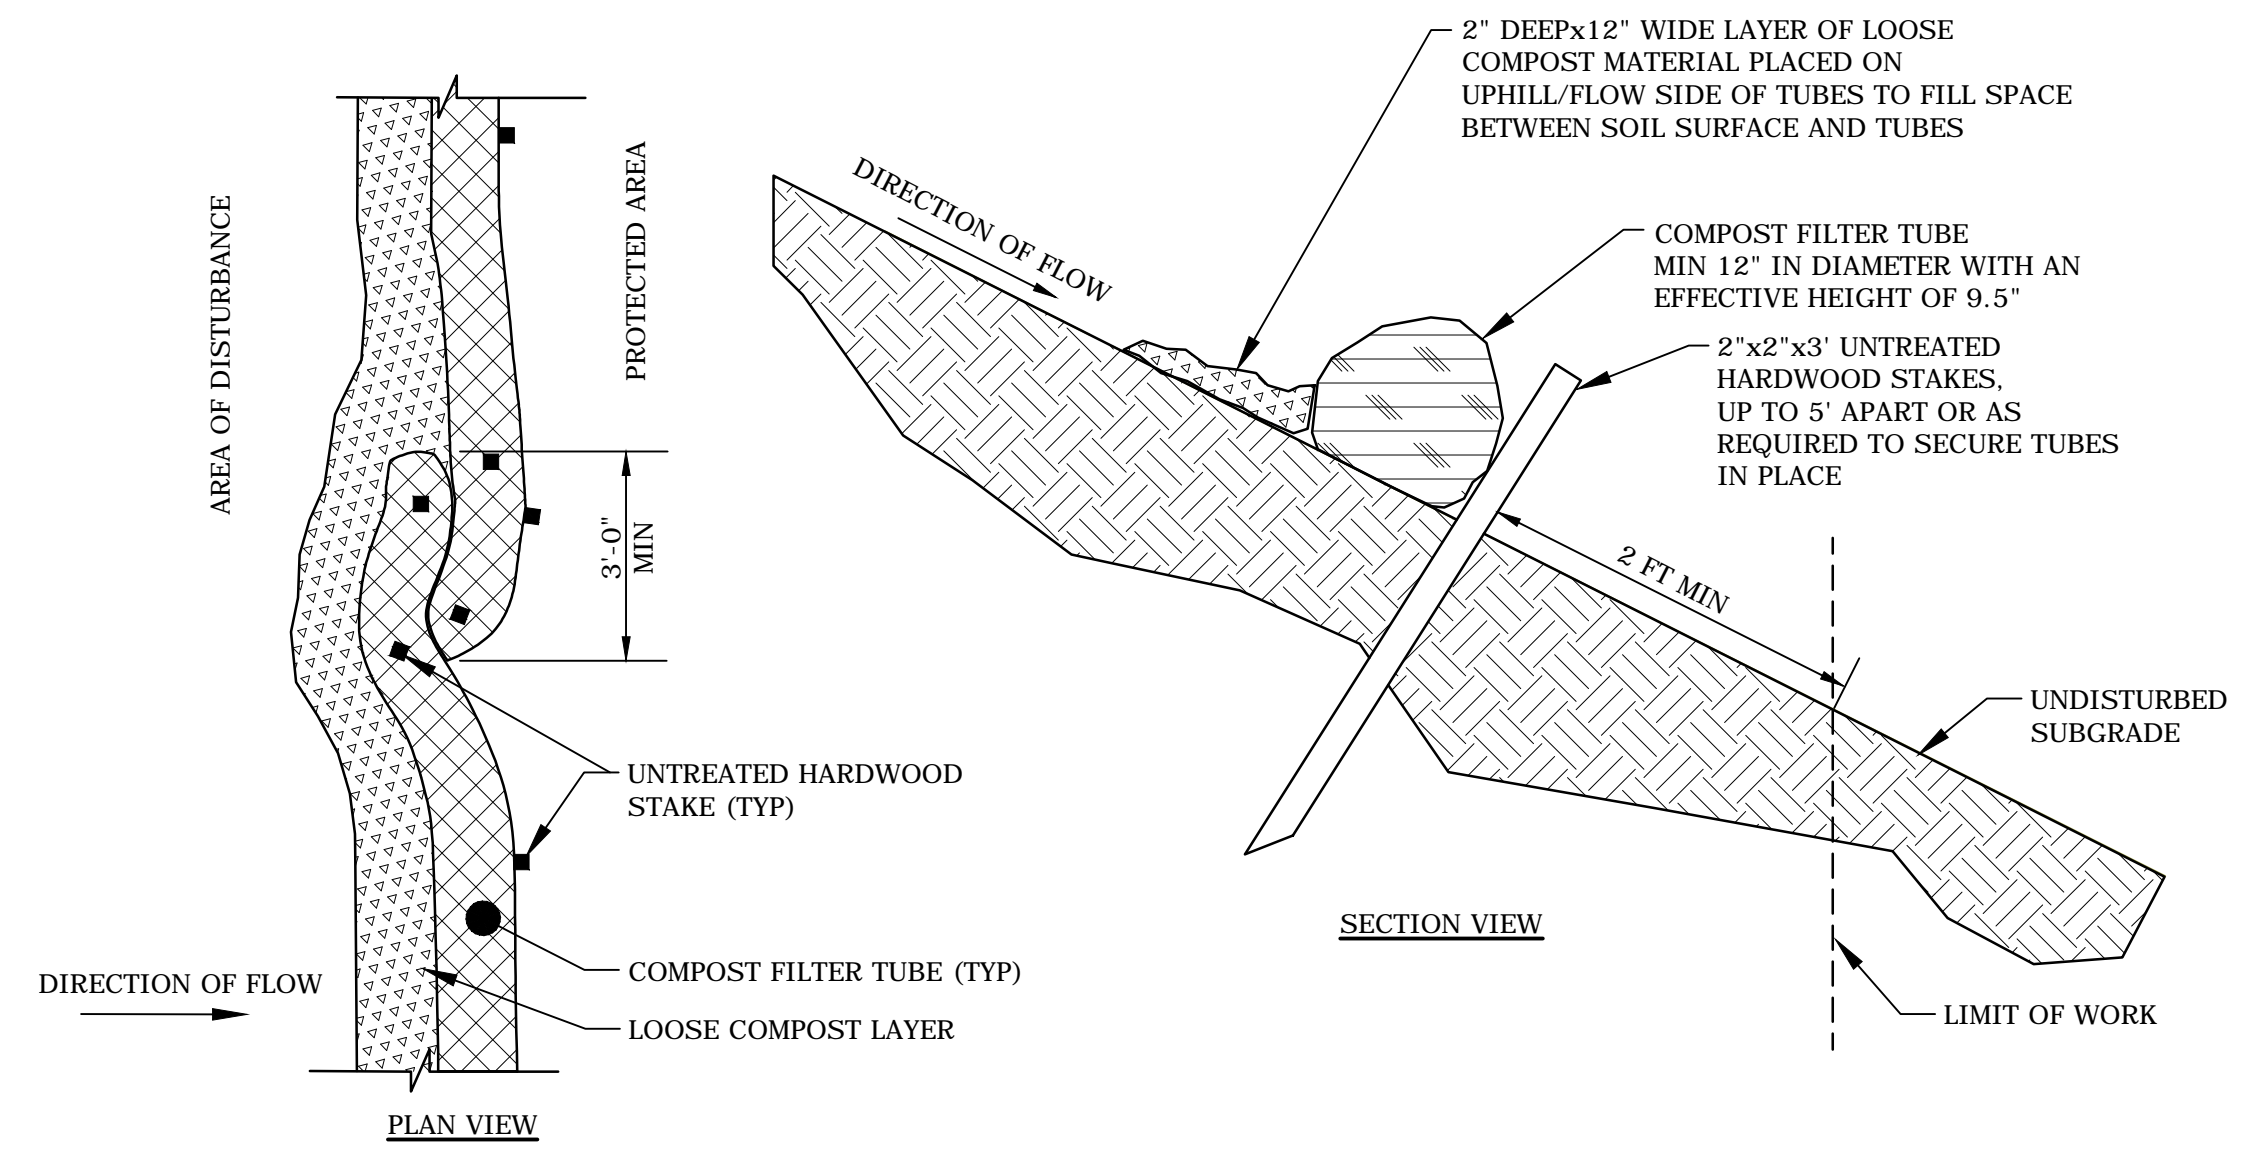 AREA OF DISTURBANCE
PROTECTED AREA
3'-0"
MIN
UNTREATED HARDWOOD
STAKE (TYP)
COMPOST FILTER TUBE (TYP)
LOOSE COMPOST LAYER
DIRECTION OF FLOW
PLAN VIEW
2" DEEPx12" WIDE LAYER OF LOOSE
COMPOST MATERIAL PLACED ON
UPHILL/FLOW SIDE OF TUBES TO FILL SPACE
BETWEEN SOIL SURFACE AND TUBES
DIRECTION OF FLOW
COMPOST FILTER TUBE
MIN 12" IN DIAMETER WITH AN
EFFECTIVE HEIGHT OF 9.5"
2"x2"x3' UNTREATED
HARDWOOD STAKES,
UP TO 5' APART OR AS
REQUIRED TO SECURE TUBES
IN PLACE
2 FT MIN
UNDISTURBED
SUBGRADE
LIMIT OF WORK
SECTION VIEW